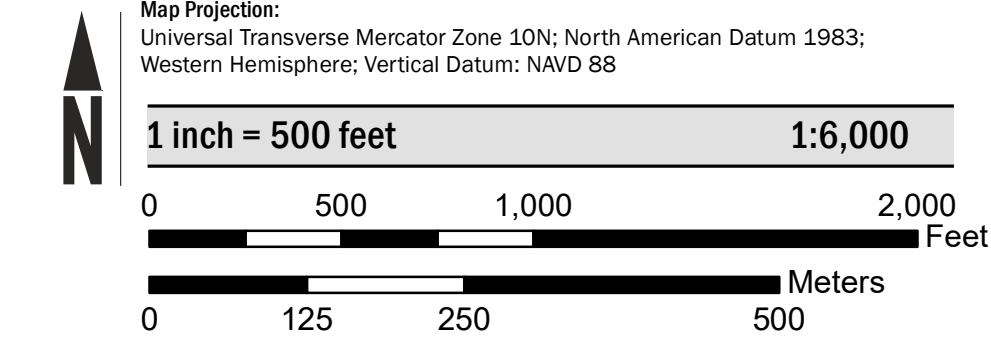 Map Projection:
Universal Transverse Mercator Zone 10N; North American Datum 1983;
Western Hemisphere; Vertical Datum: NAVD 88
N
1 inch = 500 feet 1:6,000
0 500 1,000 2,000
Feet
Meters
0 125 250 500